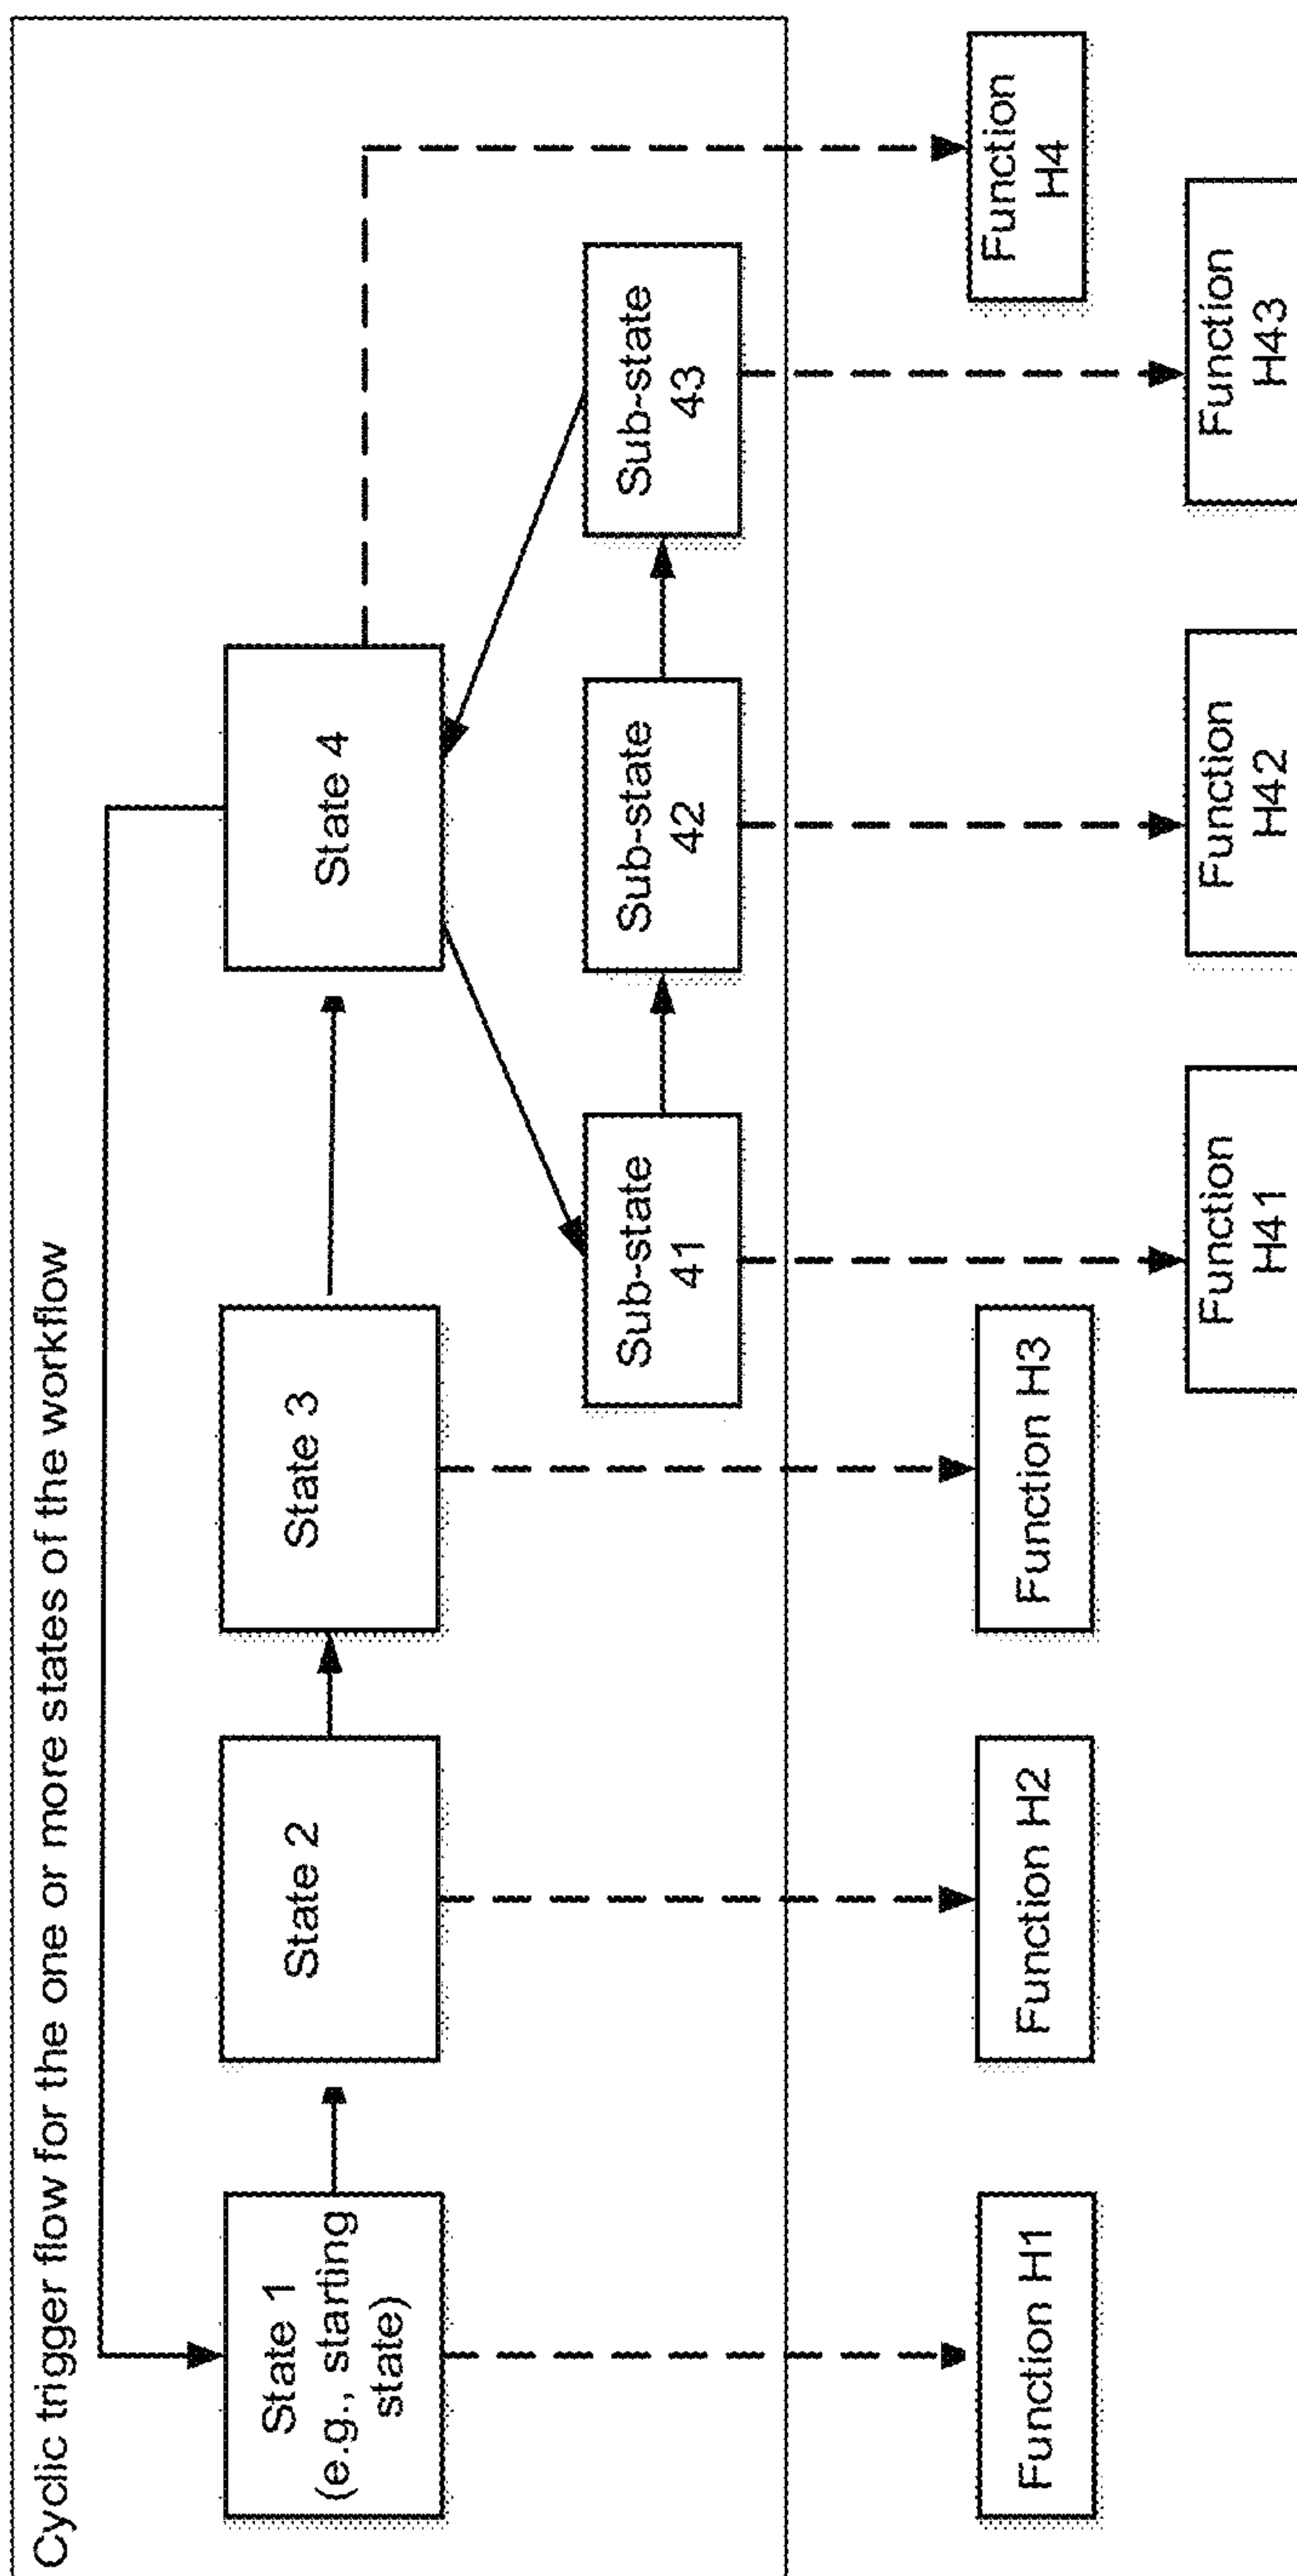 Cyclic trigger flow for the one or more states of the workflow
State 1
(e.g., starting
state)
State 2
State 3
State 4
Sub-state
41
Sub-state
42
Sub-state
43
Function H1
Function H2
Function H3
Function
H4
Function
H41
Function
H42
Function
H43